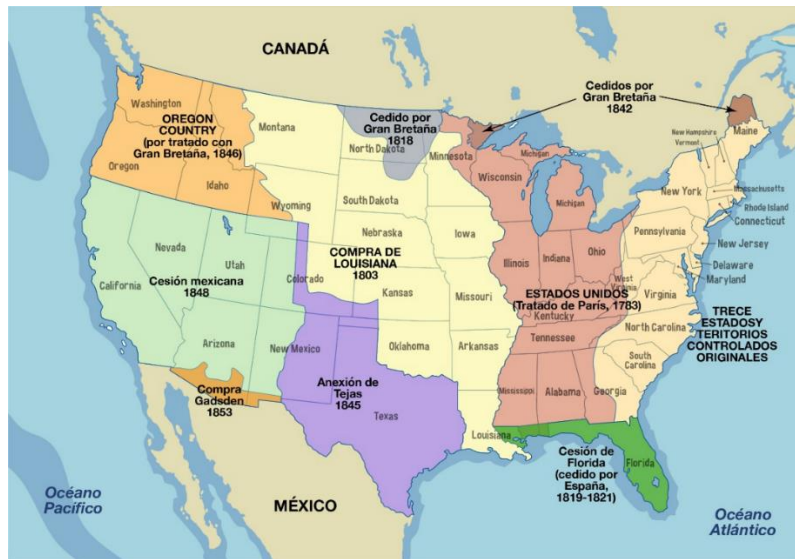 CANADÁ
Cedidos por
Gran Bretaña
1842
Washington
OREGON
COUNTRY
(por tratado con
Gran Bretaña, 1846)
Oregon
Idaho
Montana
Cedido por
Gran Bretaña
1818
North Dakota
Minnesota
Michigan
Wisconsin
Michigan
New Hampshire
Vermont
Maine
New York
Massachusetts
Rhode Island
Connecticut
Wyoming
South Dakota
Nebraska
Iowa
Pennsylvania
New Jersey
Delaware
Maryland
Nevada
Utah
California
Cesión mexicana
1848
Colorado
COMPRA DE
LOUISIANA
1803
Kansas
Missouri
Illinois
Indiana
Ohio
West
Virginia
Virginia
ESTADOS UNIDOS
(Tratado de París, 1783)
Kentucky
TRECE
ESTADOSY
TERITORIOS
CONTROLADOS
ORIGINALES
Arizona
New Mexico
Oklahoma
Arkansas
Tennessee
North Carolina
South
Carolina
Compra
Gadsden
1853
Anexión de
Tejas
1845
Texas
Mississippi
Alabama
Georgia
Louisiana
Cesión de
Florida
(cedido por
España,
1819-1821)
Florida
Océano
Pacífico
MÉXICO
Océano
Atlántico